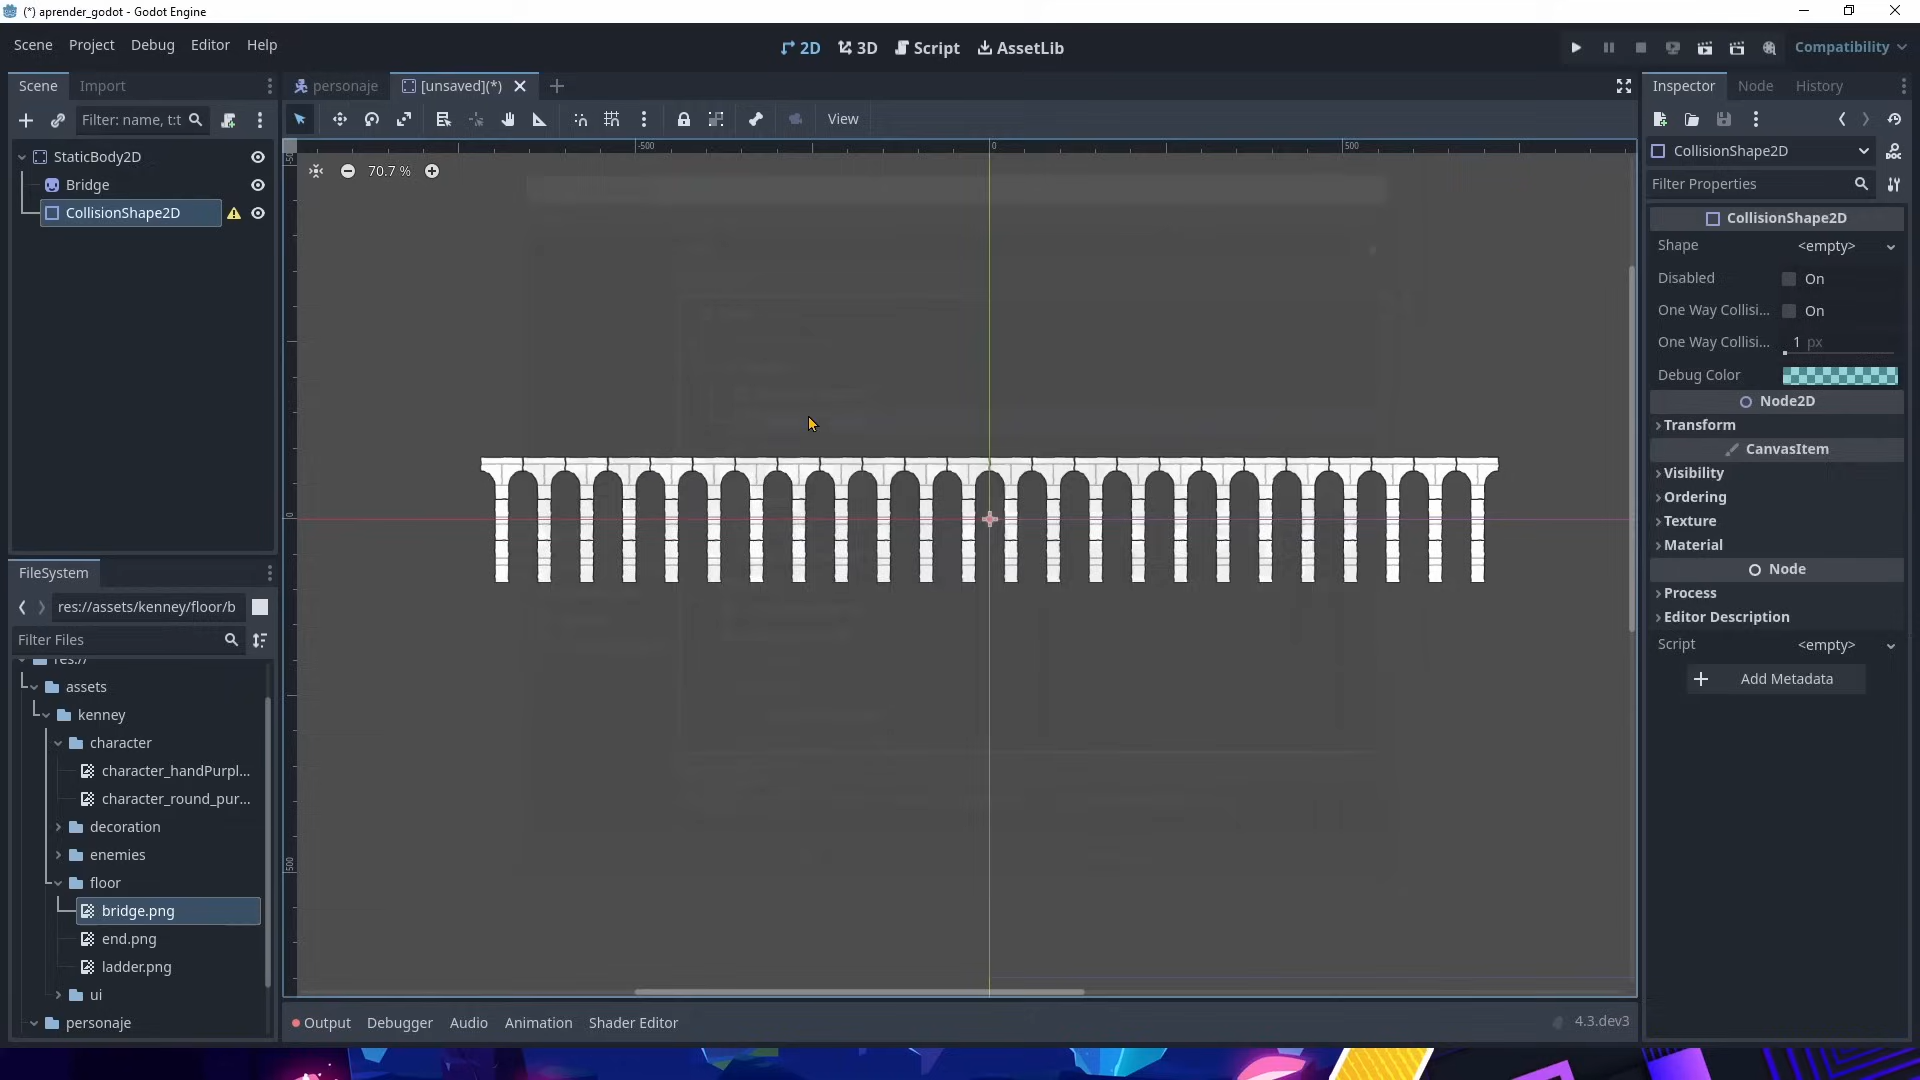 (*) aprender_godot - Godot Engine
Scene Project Debug Editor Help
2D 3D Script AssetLib
Compatibility
Scene Import
personaje [unsaved](*)
Inspector Node History
Filter: name, t:t
View
StaticBody2D
Bridge
CollisionShape2D
70.7 %
-500 0 500
0
500
CollisionShape2D
Filter Properties
CollisionShape2D
Shape <empty>
Disabled On
One Way Collisi... On
One Way Collisi... 1 px
Debug Color
Node2D
Transform
CanvasItem
Visibility
Ordering
Texture
Material
Node
Process
Editor Description
Script <empty>
Add Metadata
FileSystem
res://assets/kenney/floor/b
Filter Files
res://
assets
kenney
character
character_handPurpl...
character_round_pur...
decoration
enemies
floor
bridge.png
end.png
ladder.png
ui
personaje
Output Debugger Audio Animation Shader Editor
4.3.dev3